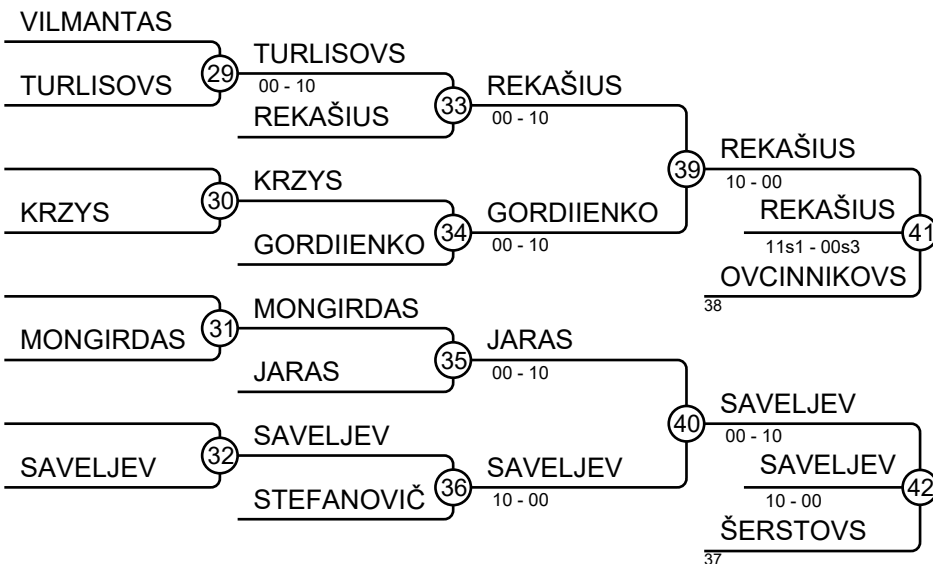 VILMANTAS
TURLISOVS
29
TURLISOVS
00 - 10
REKAŠIUS
33
REKAŠIUS
00 - 10
KRZYS
30
KRZYS
GORDIIENKO
34
GORDIIENKO
00 - 10
39
REKAŠIUS
10 - 00
REKAŠIUS
11s1 - 00s3
41
OVCINNIKOVS
38
MONGIRDAS
31
MONGIRDAS
JARAS
35
JARAS
00 - 10
SAVELJEV
32
SAVELJEV
STEFANOVIČ
36
SAVELJEV
10 - 00
40
SAVELJEV
00 - 10
SAVELJEV
10 - 00
42
ŠERSTOVS
37